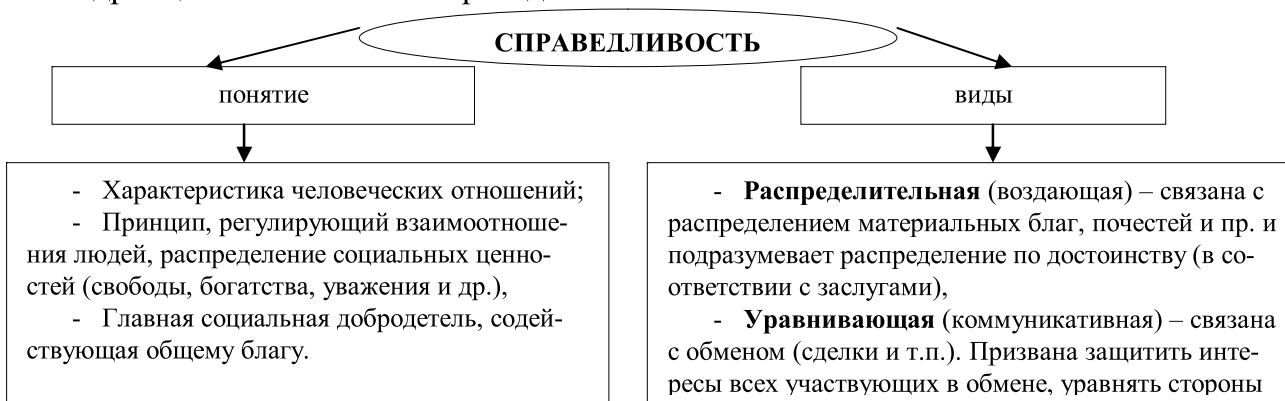 СПРАВЕДЛИВОСТЬ
понятие
виды
- Характеристика человеческих отношений;
- Принцип, регулирующий взаимоотноше-
ния людей, распределение социальных ценно-
стей (свободы, богатства, уважения и др.),
- Главная социальная добродетель, содей-
ствующая общему благу.
- Распределительная (воздающая) – связана с
распределением материальных благ, почестей и пр. и
подразумевает распределение по достоинству (в со-
ответствии с заслугами),
- Уравнивающая (коммуникативная) – связана
с обменом (сделки и т.п.). Призвана защитить инте-
ресы всех участвующих в обмене, уравнять стороны